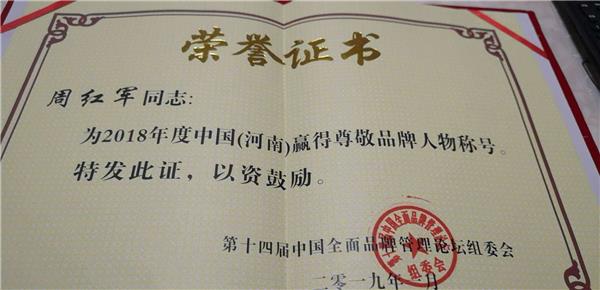 荣誉证书
周红军同志:
为2018年度中国(河南)赢得尊敬品牌人物称号。
特发此证，以资鼓励。
第十四届中国全面品牌管理论坛组委会
二零一九年一月